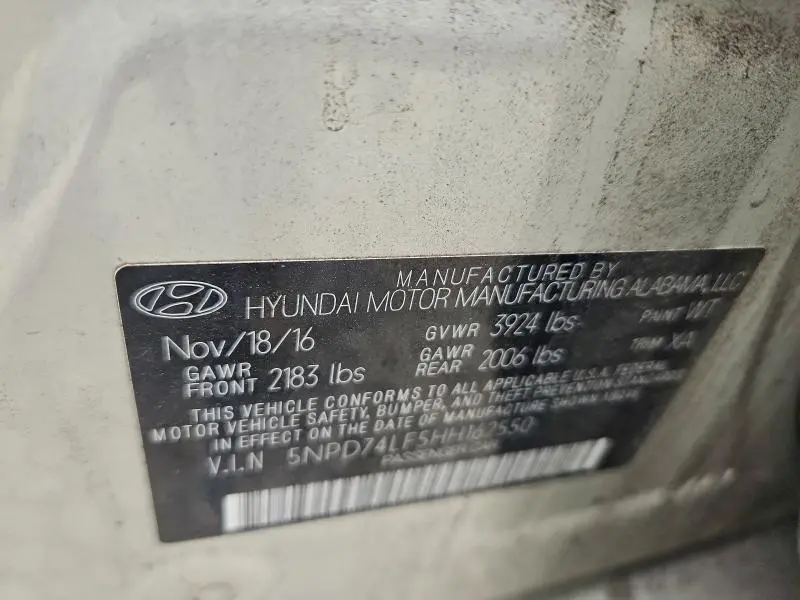 MANUFACTURED BY
HYUNDAI MOTOR MANUFACTURING ALABAMA, LLC
Nov/18/16 GVWR 3924 lbs PAINT WT
GAWR FRONT 2183 lbs GAWR REAR 2006 lbs TRIM XA
THIS VEHICLE CONFORMS TO ALL APPLICABLE U.S.A. FEDERAL
MOTOR VEHICLE SAFETY, BUMPER, AND THEFT PREVENTION STANDARDS
IN EFFECT ON THE DATE OF MANUFACTURE SHOWN ABOVE.
V.I.N 5NPD74LF5HH162550
PASSENGER CAR